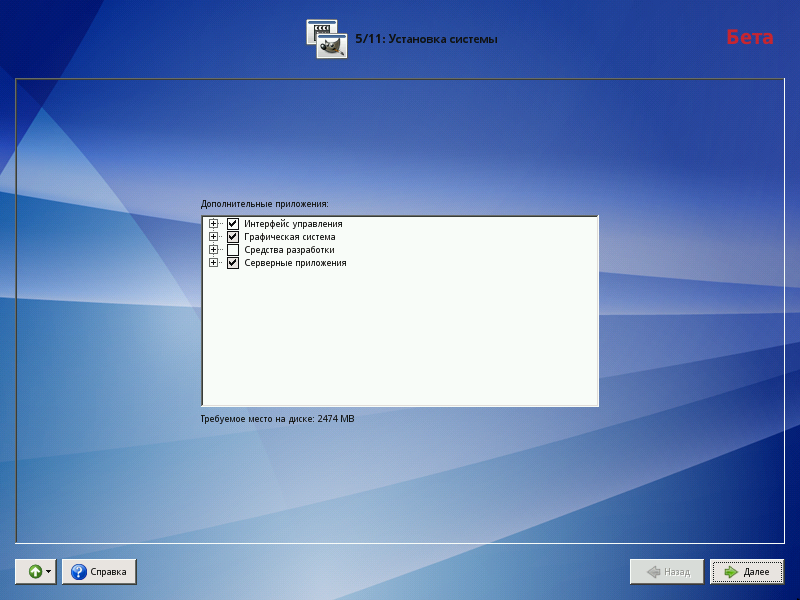 5/11: Установка системы
Бета
Дополнительные приложения:
Интерфейс управления
Графическая система
Средства разработки
Серверные приложения
Требуемое место на диске: 2474 MB
Справка
Назад
Далее